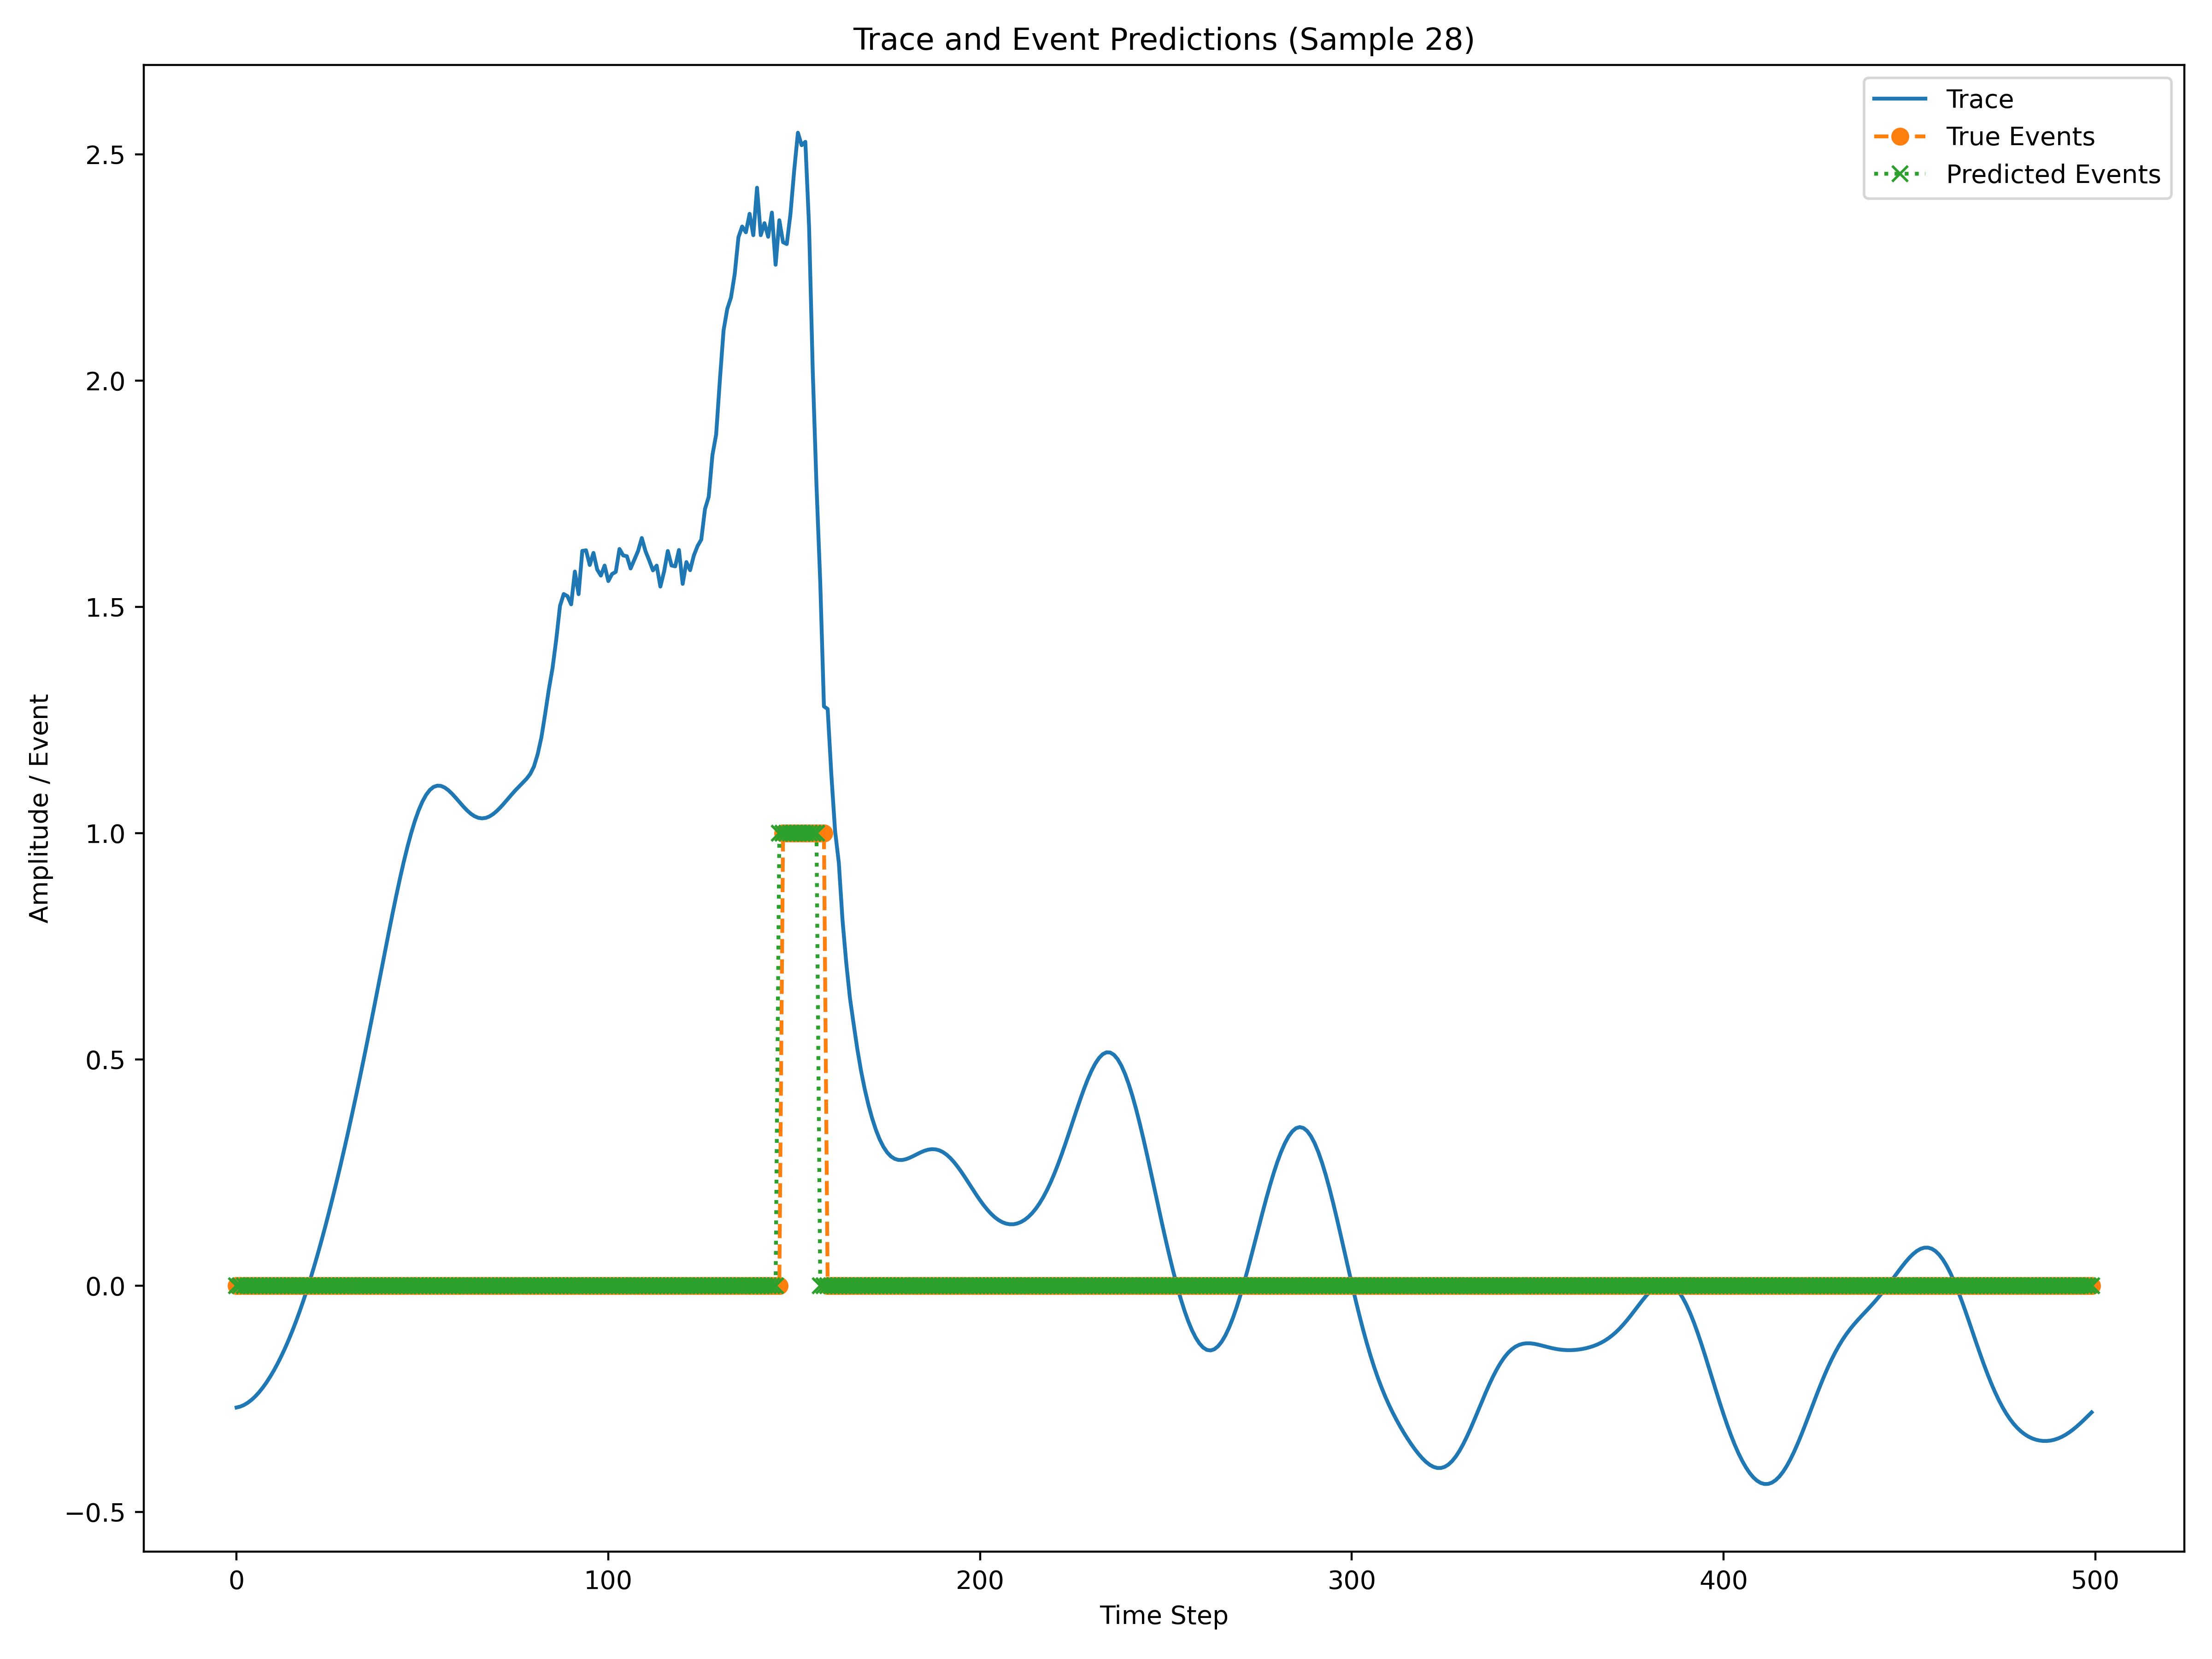 Trace and Event Predictions (Sample 28)
Trace
True Events
Predicted Events
2.5
2.0
1.5
1.0
0.5
0.0
−0.5
Amplitude / Event
0 100 200 300 400 500
Time Step